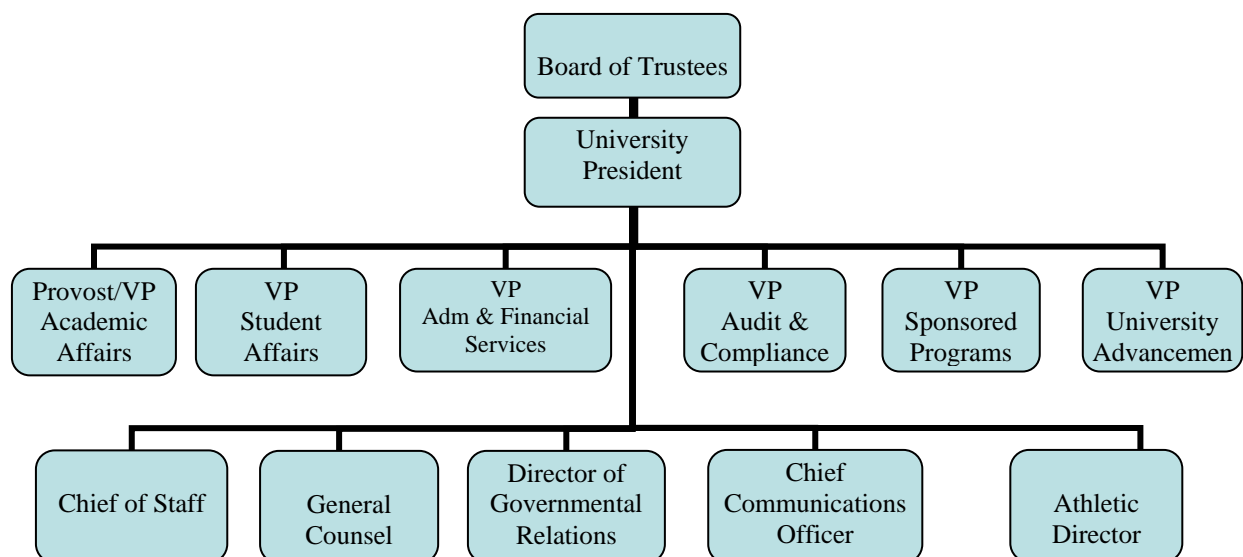 Board of Trustees
University
President
Provost/VP
Academic
Affairs
VP
Student
Affairs
VP
Adm & Financial
Services
VP
Audit &
Compliance
VP
Sponsored
Programs
VP
University
Advancemen
Chief of Staff
General
Counsel
Director of
Governmental
Relations
Chief
Communications
Officer
Athletic
Director